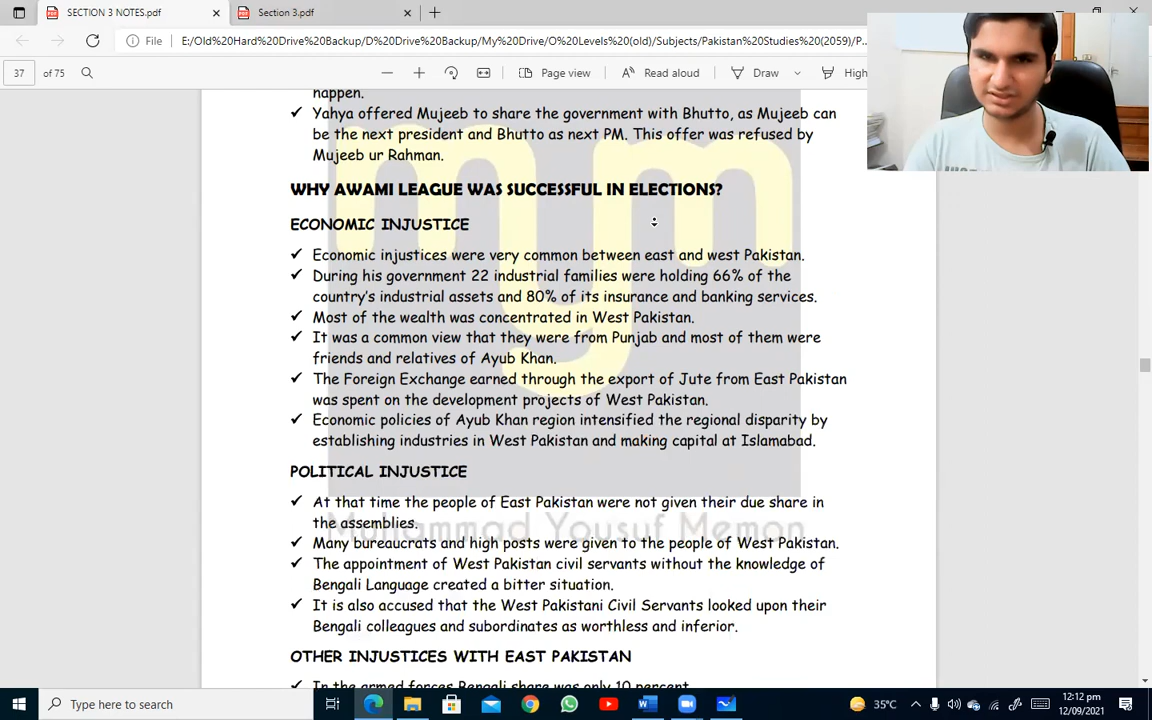 SECTION 3 NOTES.pdf
Section 3.pdf
File
E:/Old%20Hard%20Drive%20Backup/D%20Drive%20Backup/My%20Drive/O%20Levels%20(old)/Subjects/Pakistan%20Studies%20(2059)/P...
37 of 75
Page view
Read aloud
Draw
High
happen.
✓ Yahya offered Mujeeb to share the government with Bhutto, as Mujeeb can
be the next president and Bhutto as next PM. This offer was refused by
Mujeeb ur Rahman.
WHY AWAMI LEAGUE WAS SUCCESSFUL IN ELECTIONS?
ECONOMIC INJUSTICE
✓ Economic injustices were very common between east and west Pakistan.
✓ During his government 22 industrial families were holding 66% of the
country's industrial assets and 80% of its insurance and banking services.
✓ Most of the wealth was concentrated in West Pakistan.
✓ It was a common view that they were from Punjab and most of them were
friends and relatives of Ayub Khan.
✓ The Foreign Exchange earned through the export of Jute from East Pakistan
was spent on the development projects of West Pakistan.
✓ Economic policies of Ayub Khan region intensified the regional disparity by
establishing industries in West Pakistan and making capital at Islamabad.
POLITICAL INJUSTICE
✓ At that time the people of East Pakistan were not given their due share in
the assemblies.
Muhammad Yousuf Memon
✓ Many bureaucrats and high posts were given to the people of West Pakistan.
✓ The appointment of West Pakistan civil servants without the knowledge of
Bengali Language created a bitter situation.
✓ It is also accused that the West Pakistani Civil Servants looked upon their
Bengali colleagues and subordinates as worthless and inferior.
OTHER INJUSTICES WITH EAST PAKISTAN
✓ In the armed forces Bengali share was only 10 percent.
mym
Type here to search
35°C
12:12 pm
12/09/2021